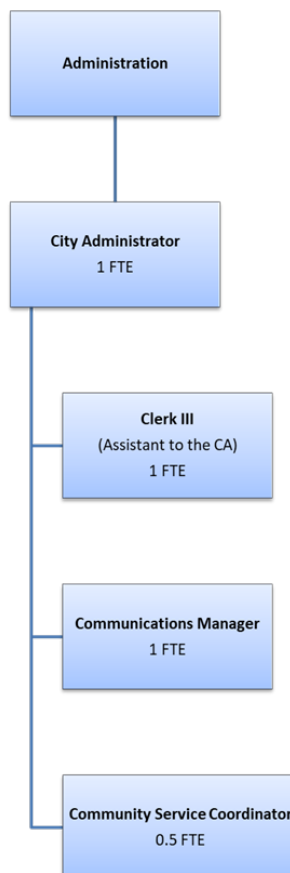 Administration
City Administrator
1 FTE
Clerk III
(Assistant to the CA)
1 FTE
Communications Manager
1 FTE
Community Service Coordinator
0.5 FTE